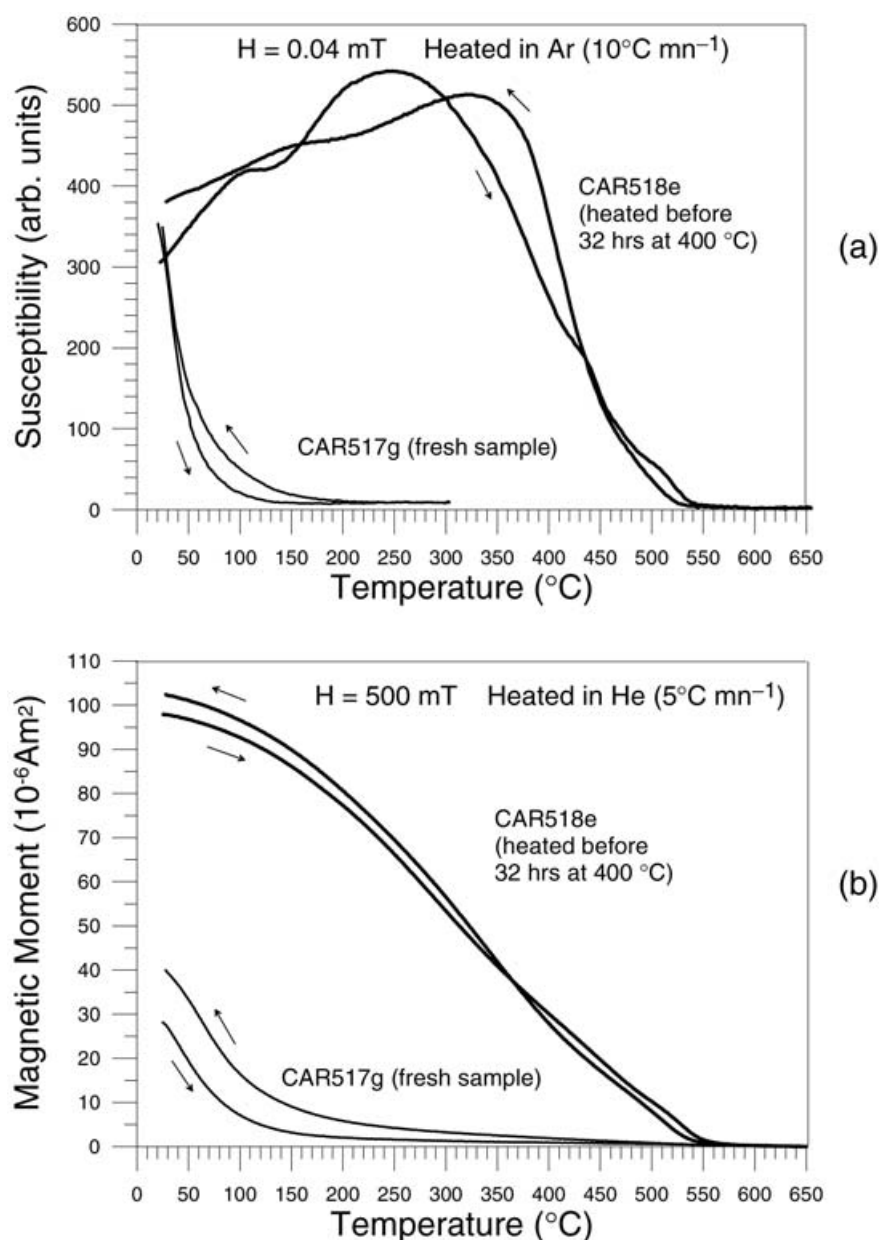 H = 0.04 mT Heated in Ar (10°C mn⁻¹)
600
500
400
300
200
100
0
Susceptibility (arb. units)
CAR518e
(heated before
32 hrs at 400 °C)
(a)
CAR517g (fresh sample)
0 50 100 150 200 250 300 350 400 450 500 550 600 650
Temperature (°C)
H = 500 mT Heated in He (5°C mn⁻¹)
110
100
90
80
70
60
50
40
30
20
10
0
Magnetic Moment (10⁻⁶Am²)
CAR518e
(heated before
32 hrs at 400 °C)
(b)
CAR517g (fresh sample)
0 50 100 150 200 250 300 350 400 450 500 550 600 650
Temperature (°C)